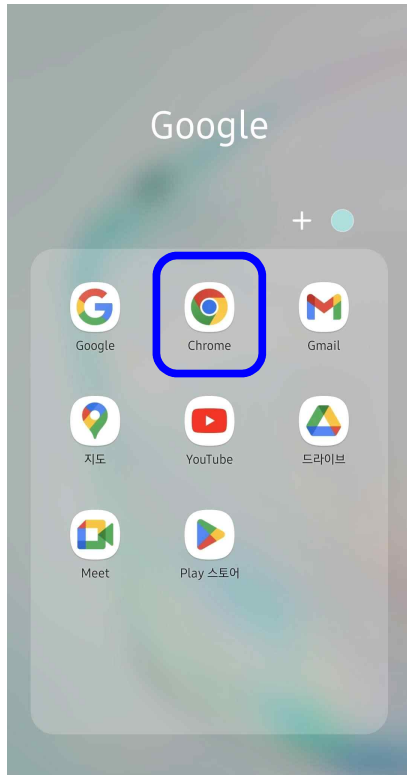 Google
Google
Chrome
Gmail
지도
YouTube
드라이브
Meet
Play 스토어